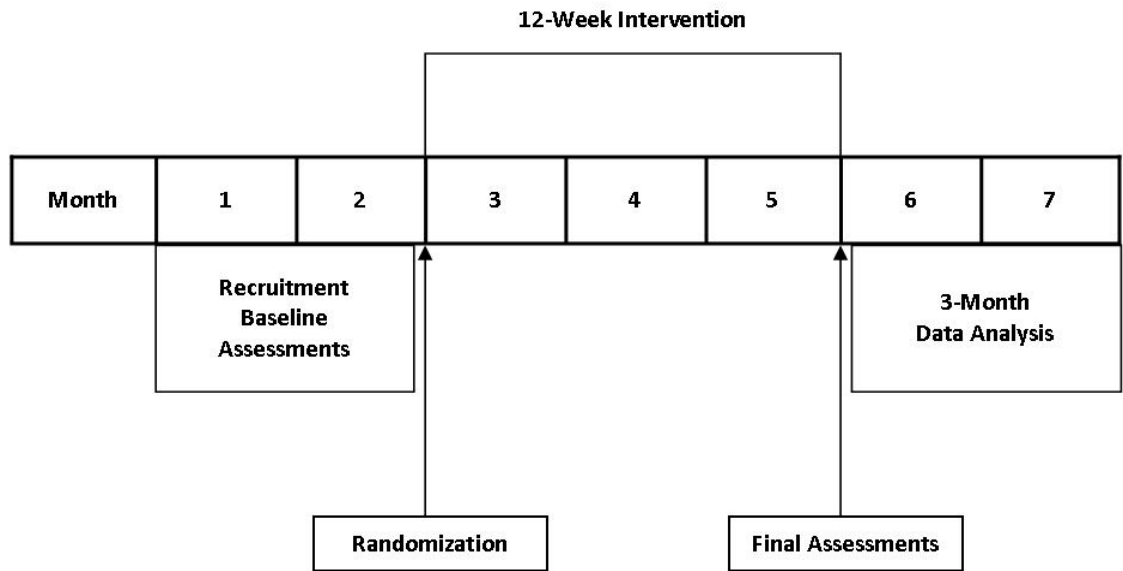 12-Week Intervention
Month 1 2 3 4 5 6 7
Recruitment
Baseline
Assessments
3-Month
Data Analysis
Randomization
Final Assessments